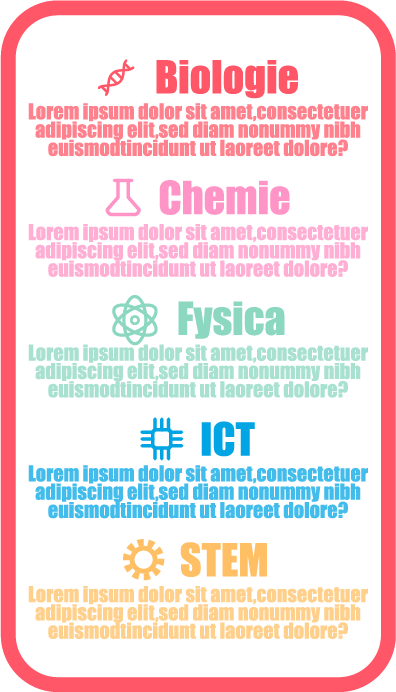 Biologie
Lorem ipsum dolor sit amet,consectetuer
adipiscing elit,sed diam nonummy nibh
euismodtincidunt ut laoreet dolore?
Chemie
Lorem ipsum dolor sit amet,consectetuer
adipiscing elit,sed diam nonummy nibh
euismodtincidunt ut laoreet dolore?
Fysica
Lorem ipsum dolor sit amet,consectetuer
adipiscing elit,sed diam nonummy nibh
euismodtincidunt ut laoreet dolore?
ICT
Lorem ipsum dolor sit amet,consectetuer
adipiscing elit,sed diam nonummy nibh
euismodtincidunt ut laoreet dolore?
STEM
Lorem ipsum dolor sit amet,consectetuer
adipiscing elit,sed diam nonummy nibh
euismodtincidunt ut laoreet dolore?